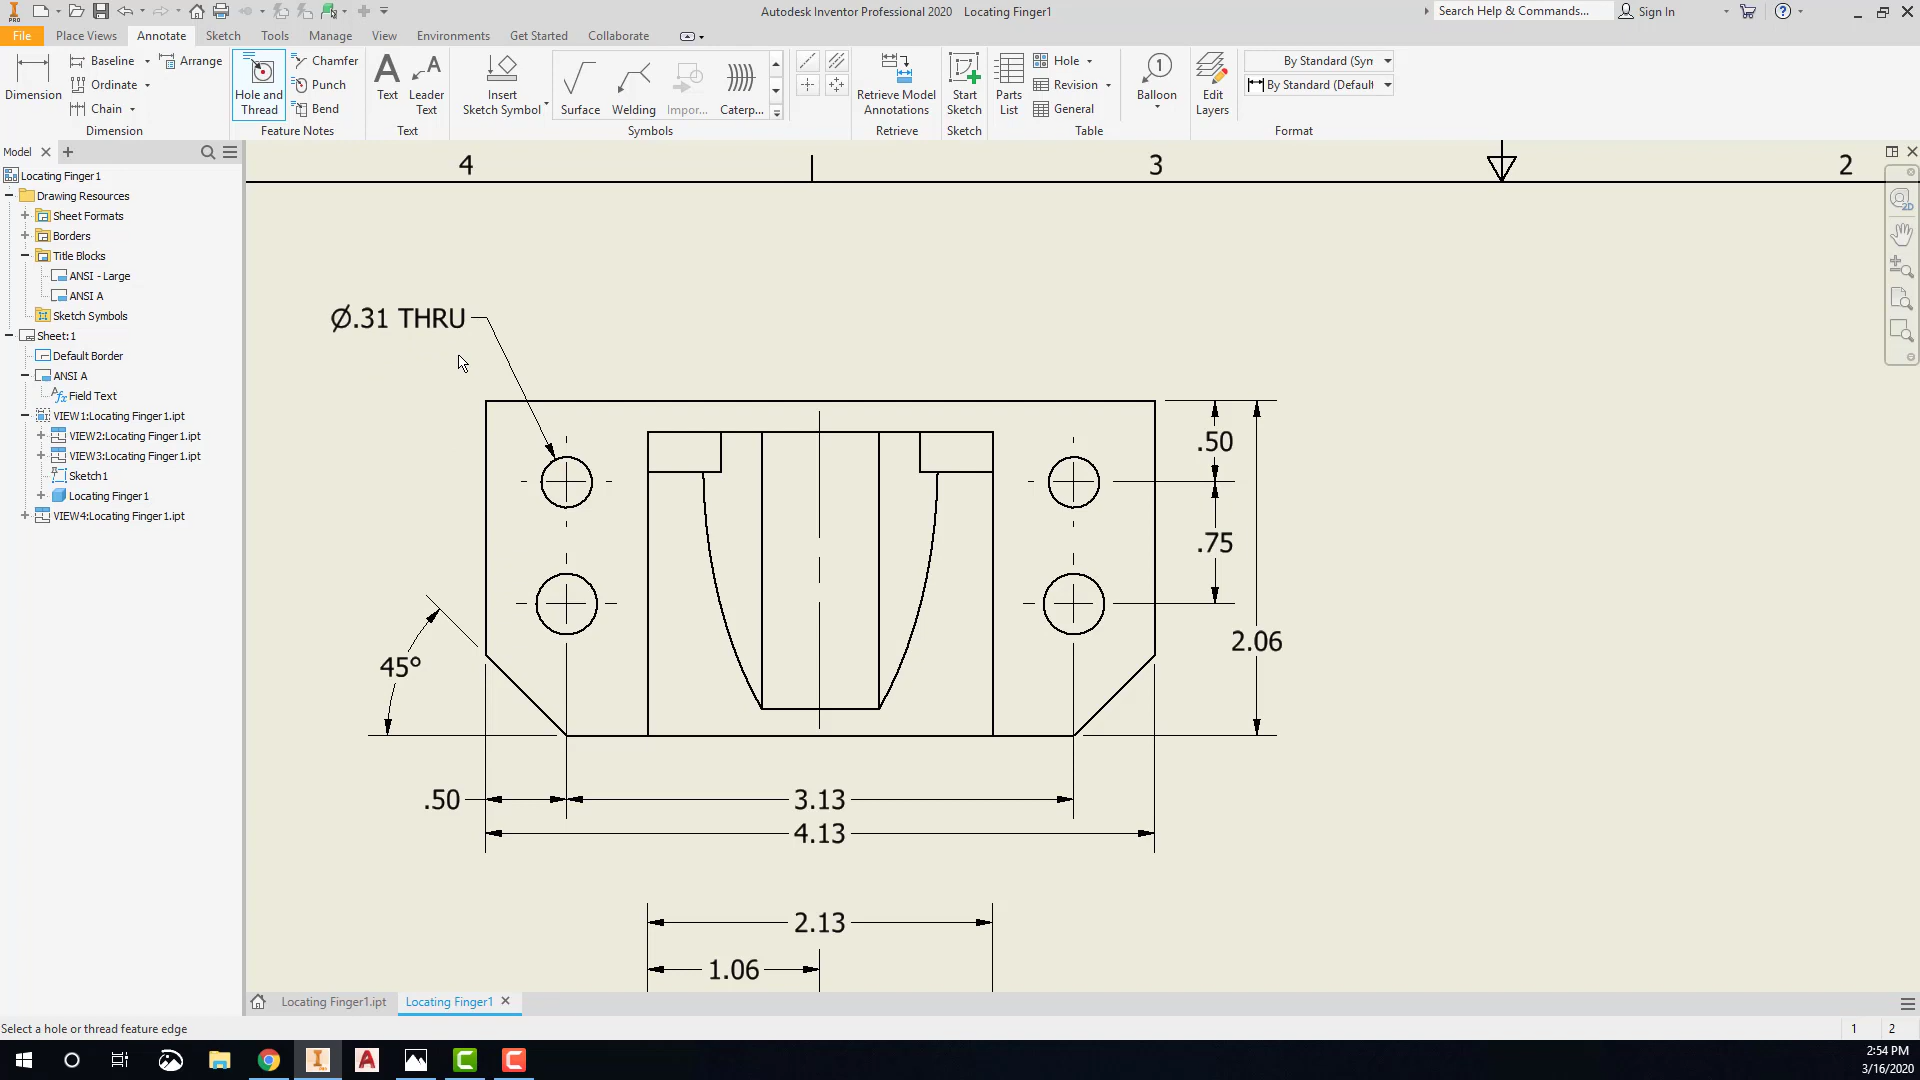 PRO
Autodesk Inventor Professional 2020 Locating Finger1
Search Help & Commands...
Sign In
File
Place Views
Annotate
Sketch
Tools
Manage
View
Environments
Get Started
Collaborate
Dimension
Baseline
Ordinate
Chain
Arrange
Dimension
Hole and
Thread
Chamfer
Punch
Bend
Feature Notes
Text
Leader
Text
Text
Insert
Sketch Symbol
Surface
Welding
Impor...
Caterp...
Symbols
Retrieve Model
Annotations
Retrieve
Start
Sketch
Sketch
Parts
List
Hole
Revision
General
Table
Balloon
Edit
Layers
By Standard (Syn
By Standard (Default
Format
Model
Locating Finger1
Drawing Resources
Sheet Formats
Borders
Title Blocks
ANSI - Large
ANSI A
Sketch Symbols
Sheet:1
Default Border
ANSI A
Field Text
VIEW1:Locating Finger1.ipt
VIEW2:Locating Finger1.ipt
VIEW3:Locating Finger1.ipt
Sketch1
Locating Finger1
VIEW4:Locating Finger1.ipt
4
3
2
Ø.31 THRU
.50
.75
2.06
45°
.50
3.13
4.13
2.13
1.06
Locating Finger1.ipt
Locating Finger1
Select a hole or thread feature edge
1
2
2:54 PM
3/16/2020